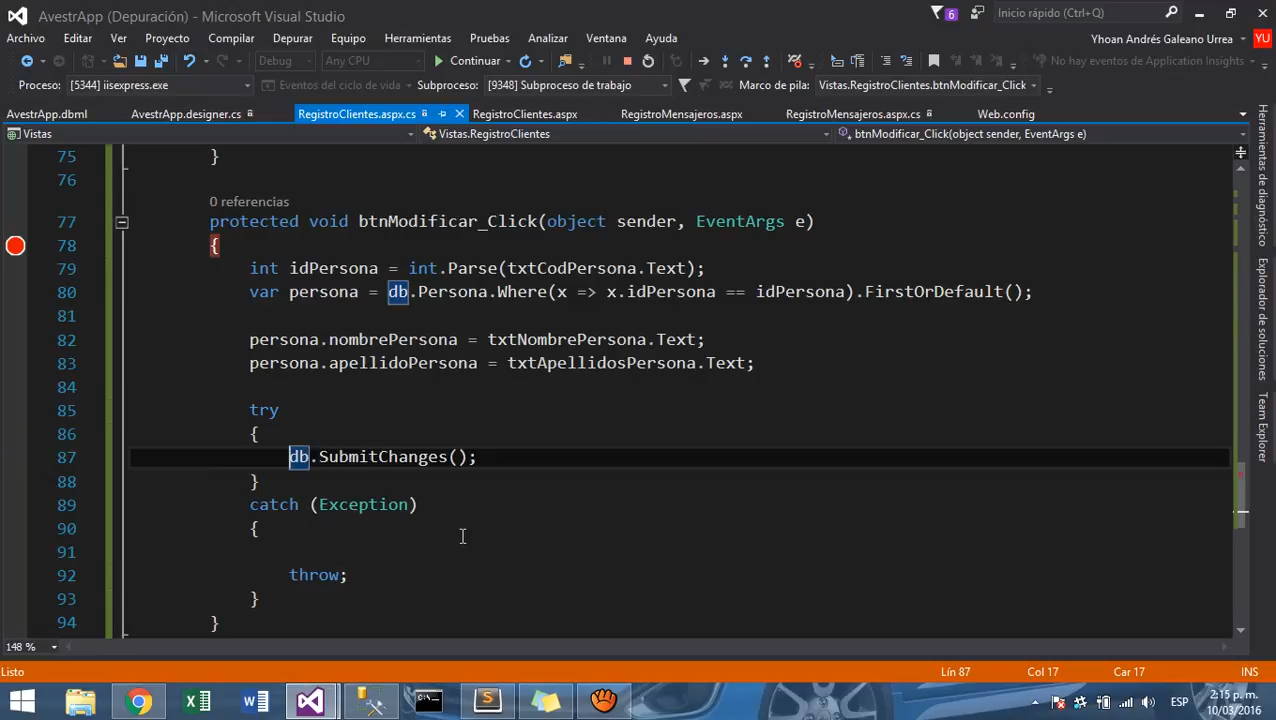 AvestrApp (Depuración) - Microsoft Visual Studio
6
Inicio rápido (Ctrl+Q)
Archivo Editar Ver Proyecto Compilar Depurar Equipo Herramientas Pruebas Analizar Ventana Ayuda
Yhoan Andrés Galeano Urrea YU
Debug Any CPU Continuar No hay eventos de Application Insights
Proceso: [5344] iisexpress.exe Eventos del ciclo de vida Subproceso: [9348] Subproceso de trabajo Marco de pila: Vistas.RegistroClientes.btnModificar_Click
AvestrApp.dbml AvestrApp.designer.cs RegistroClientes.aspx.cs RegistroClientes.aspx RegistroMensajeros.aspx RegistroMensajeros.aspx.cs Web.config
Vistas Vistas.RegistroClientes btnModificar_Click(object sender, EventArgs e)
75 }
76
0 referencias
77 protected void btnModificar_Click(object sender, EventArgs e)
78 {
79 int idPersona = int.Parse(txtCodPersona.Text);
80 var persona = db.Persona.Where(x => x.idPersona == idPersona).FirstOrDefault();
81
82 persona.nombrePersona = txtNombrePersona.Text;
83 persona.apellidoPersona = txtApellidosPersona.Text;
84
85 try
86 {
87 db.SubmitChanges();
88 }
89 catch (Exception)
90 {
91
92 throw;
93 }
94 }
Herramientas de diagnóstico
Explorador de soluciones
Team Explorer
148 %
Listo Lín 87 Col 17 Car 17 INS
ESP
2:15 p. m.
10/03/2016